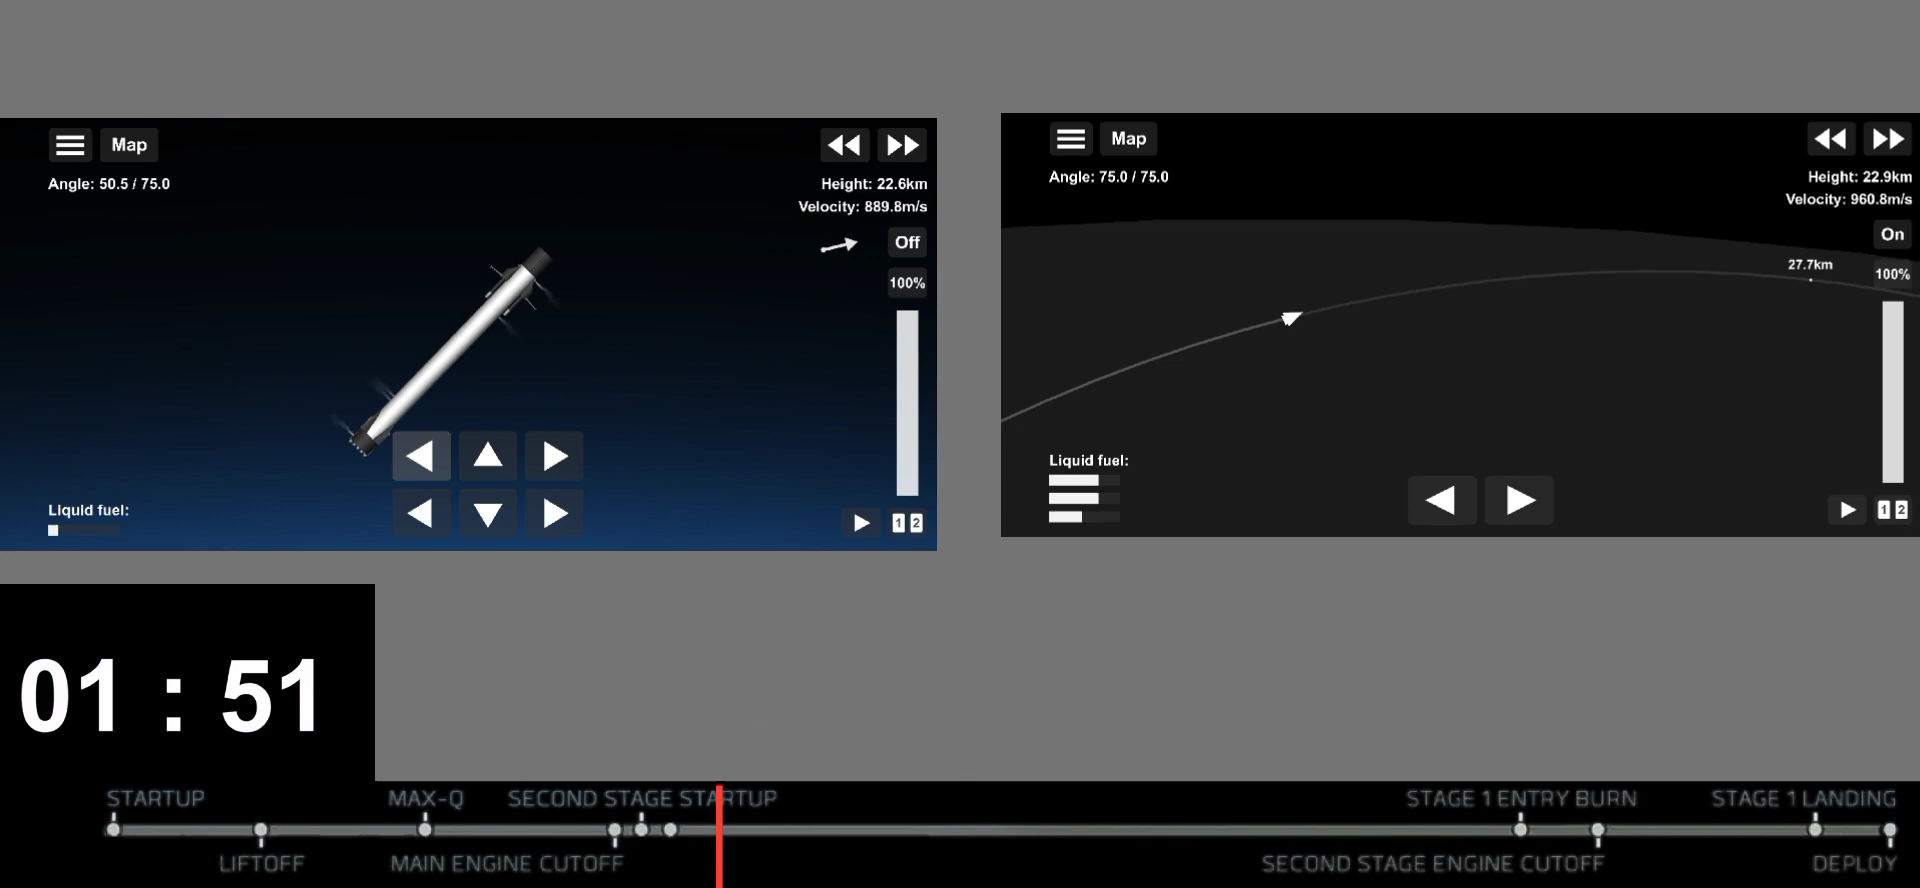 Map
Angle: 50.5 / 75.0
Height: 22.6km
Velocity: 889.8m/s
Off
100%
Liquid fuel:
1 2
Map
Angle: 75.0 / 75.0
Height: 22.9km
Velocity: 960.8m/s
On
27.7km
100%
Liquid fuel:
1 2
01 : 51
STARTUP
MAX-Q
SECOND STAGE STARTUP
STAGE 1 ENTRY BURN
STAGE 1 LANDING
LIFTOFF
MAIN ENGINE CUTOFF
SECOND STAGE ENGINE CUTOFF
DEPLOY